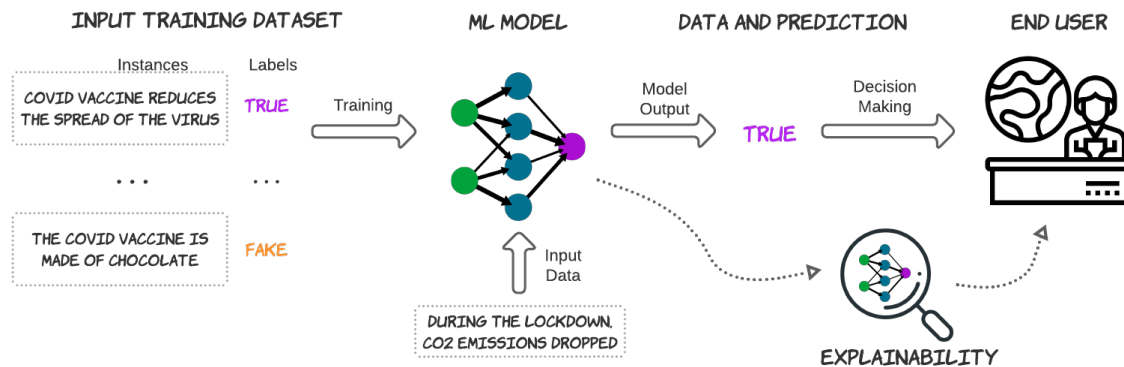 INPUT TRAINING DATASET
ML MODEL
DATA AND PREDICTION
END USER
Instances
Labels
COVID VACCINE REDUCES
THE SPREAD OF THE VIRUS
TRUE
Training
Model
Output
TRUE
Decision
Making
...
...
THE COVID VACCINE IS
MADE OF CHOCOLATE
FAKE
Input
Data
DURING THE LOCKDOWN,
CO2 EMISSIONS DROPPED
EXPLAINABILITY